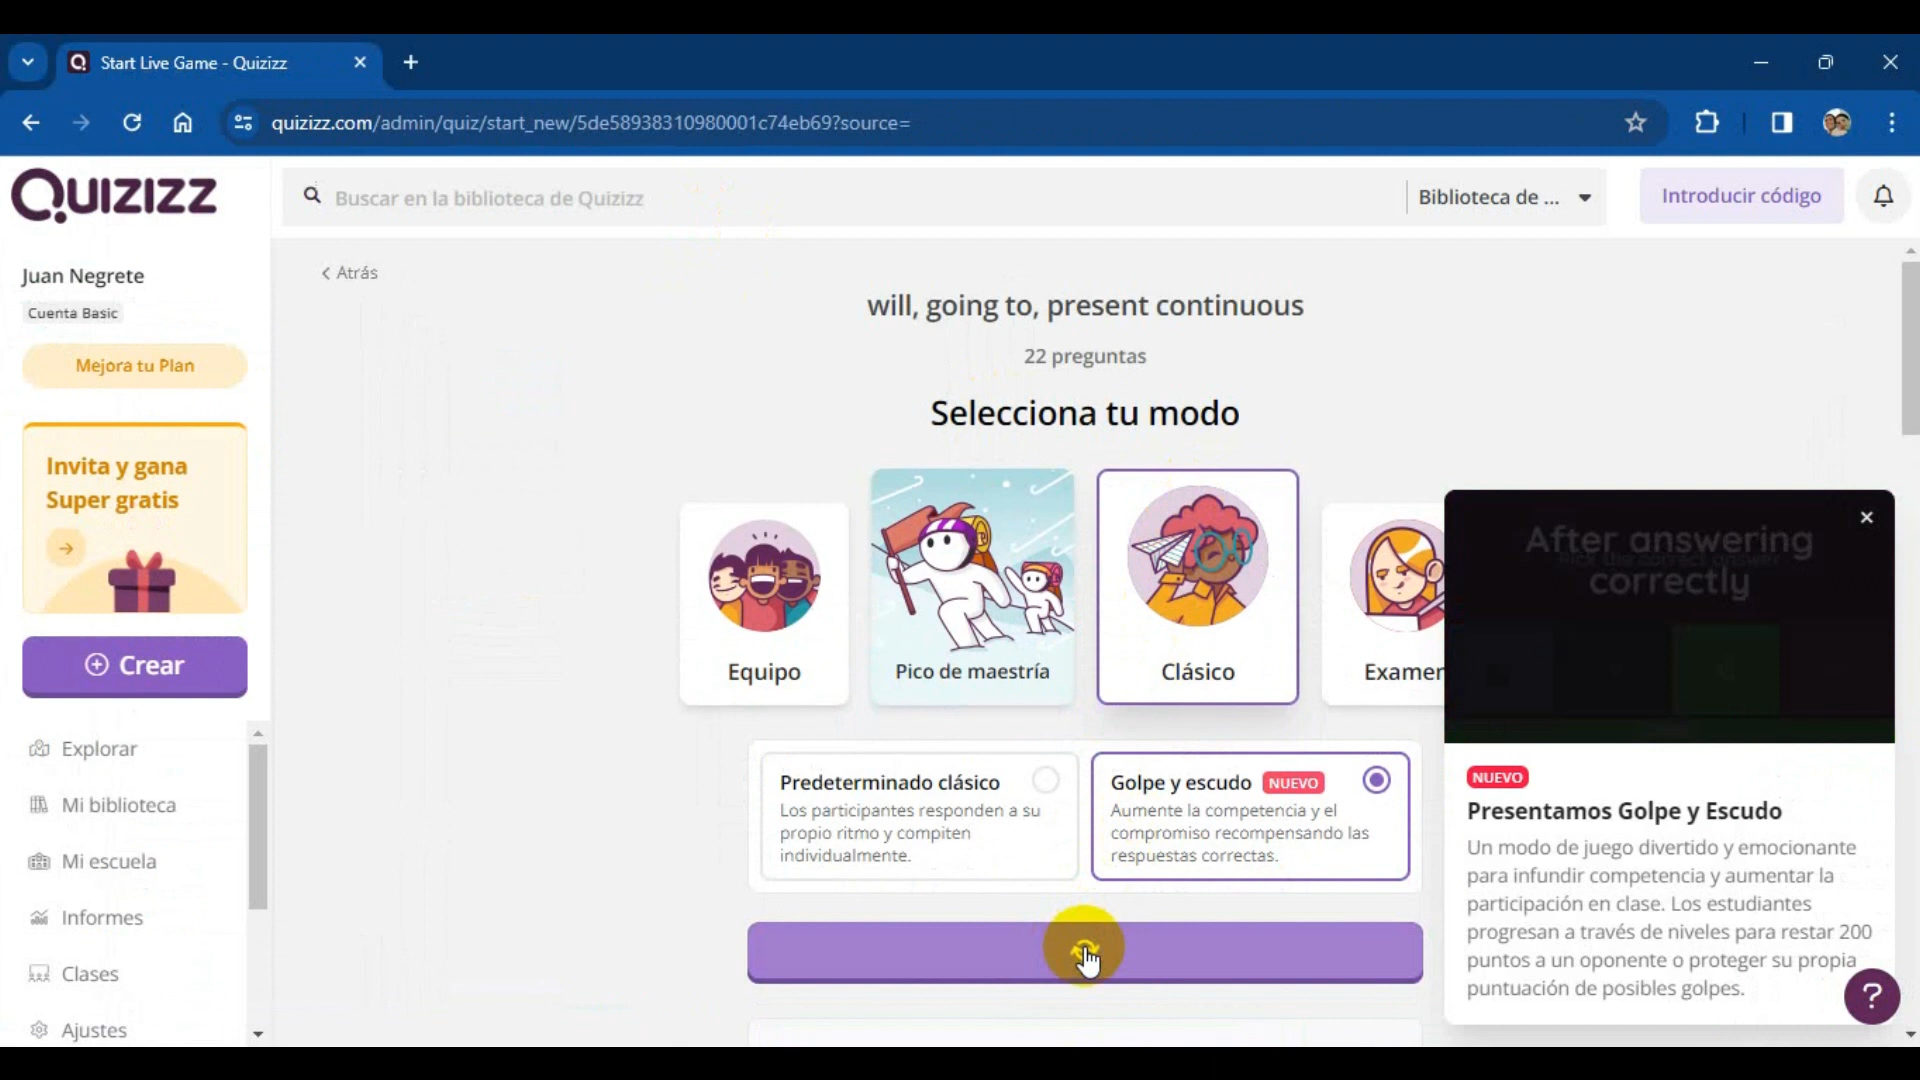 Start Live Game - Quizizz
quizizz.com/admin/quiz/start_new/5de58938310980001c74eb69?source=
QUIZIZZ
Buscar en la biblioteca de Quizizz
Biblioteca de ...
Introducir código
Juan Negrete
Cuenta Basic
Mejora tu Plan
Invita y gana
Super gratis
Crear
Explorar
Mi biblioteca
Mi escuela
Informes
Clases
Ajustes
Atrás
will, going to, present continuous
22 preguntas
Selecciona tu modo
Equipo
Pico de maestría
Clásico
Examen
Predeterminado clásico
Los participantes responden a su
propio ritmo y compiten
individualmente.
Golpe y escudo NUEVO
Aumente la competencia y el
compromiso recompensando las
respuestas correctas.
After answering
correctly
NUEVO
Presentamos Golpe y Escudo
Un modo de juego divertido y emocionante
para infundir competencia y aumentar la
participación en clase. Los estudiantes
progresan a través de niveles para restar 200
puntos a un oponente o proteger su propia
puntuación de posibles golpes.
?